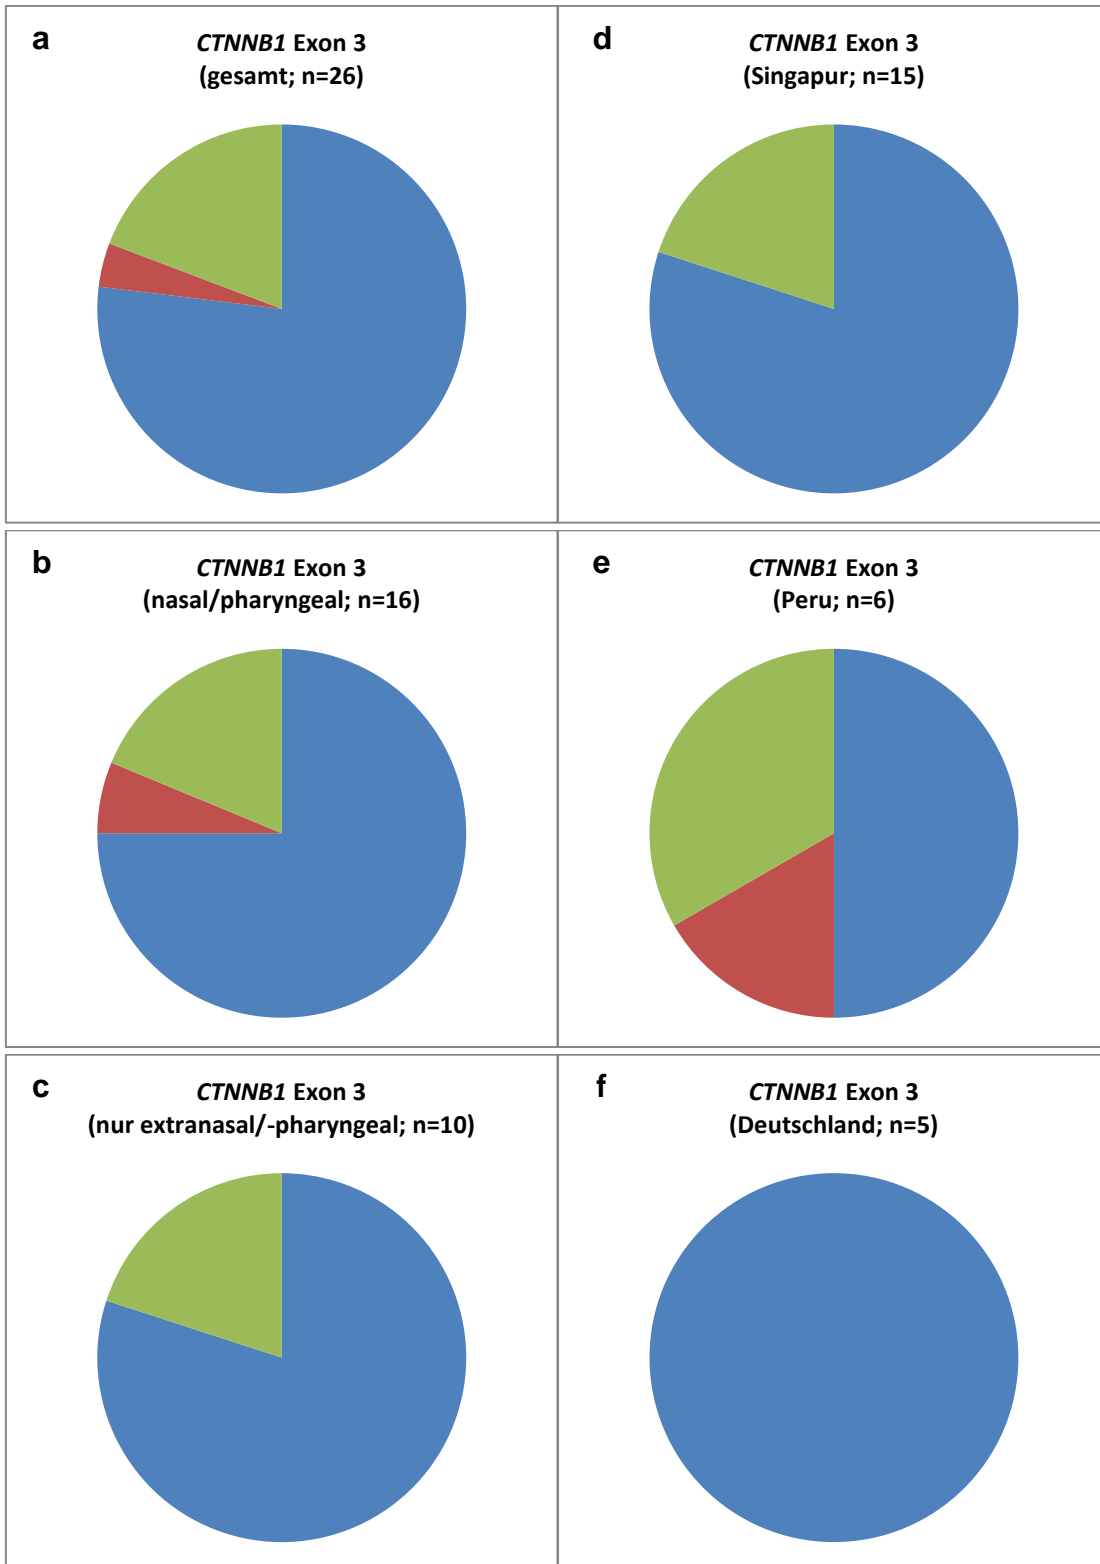 a
CTNNB1 Exon 3
(gesamt; n=26)
d
CTNNB1 Exon 3
(Singapur; n=15)
b
CTNNB1 Exon 3
(nasal/pharyngeal; n=16)
e
CTNNB1 Exon 3
(Peru; n=6)
c
CTNNB1 Exon 3
(nur extranasal/-pharyngeal; n=10)
f
CTNNB1 Exon 3
(Deutschland; n=5)